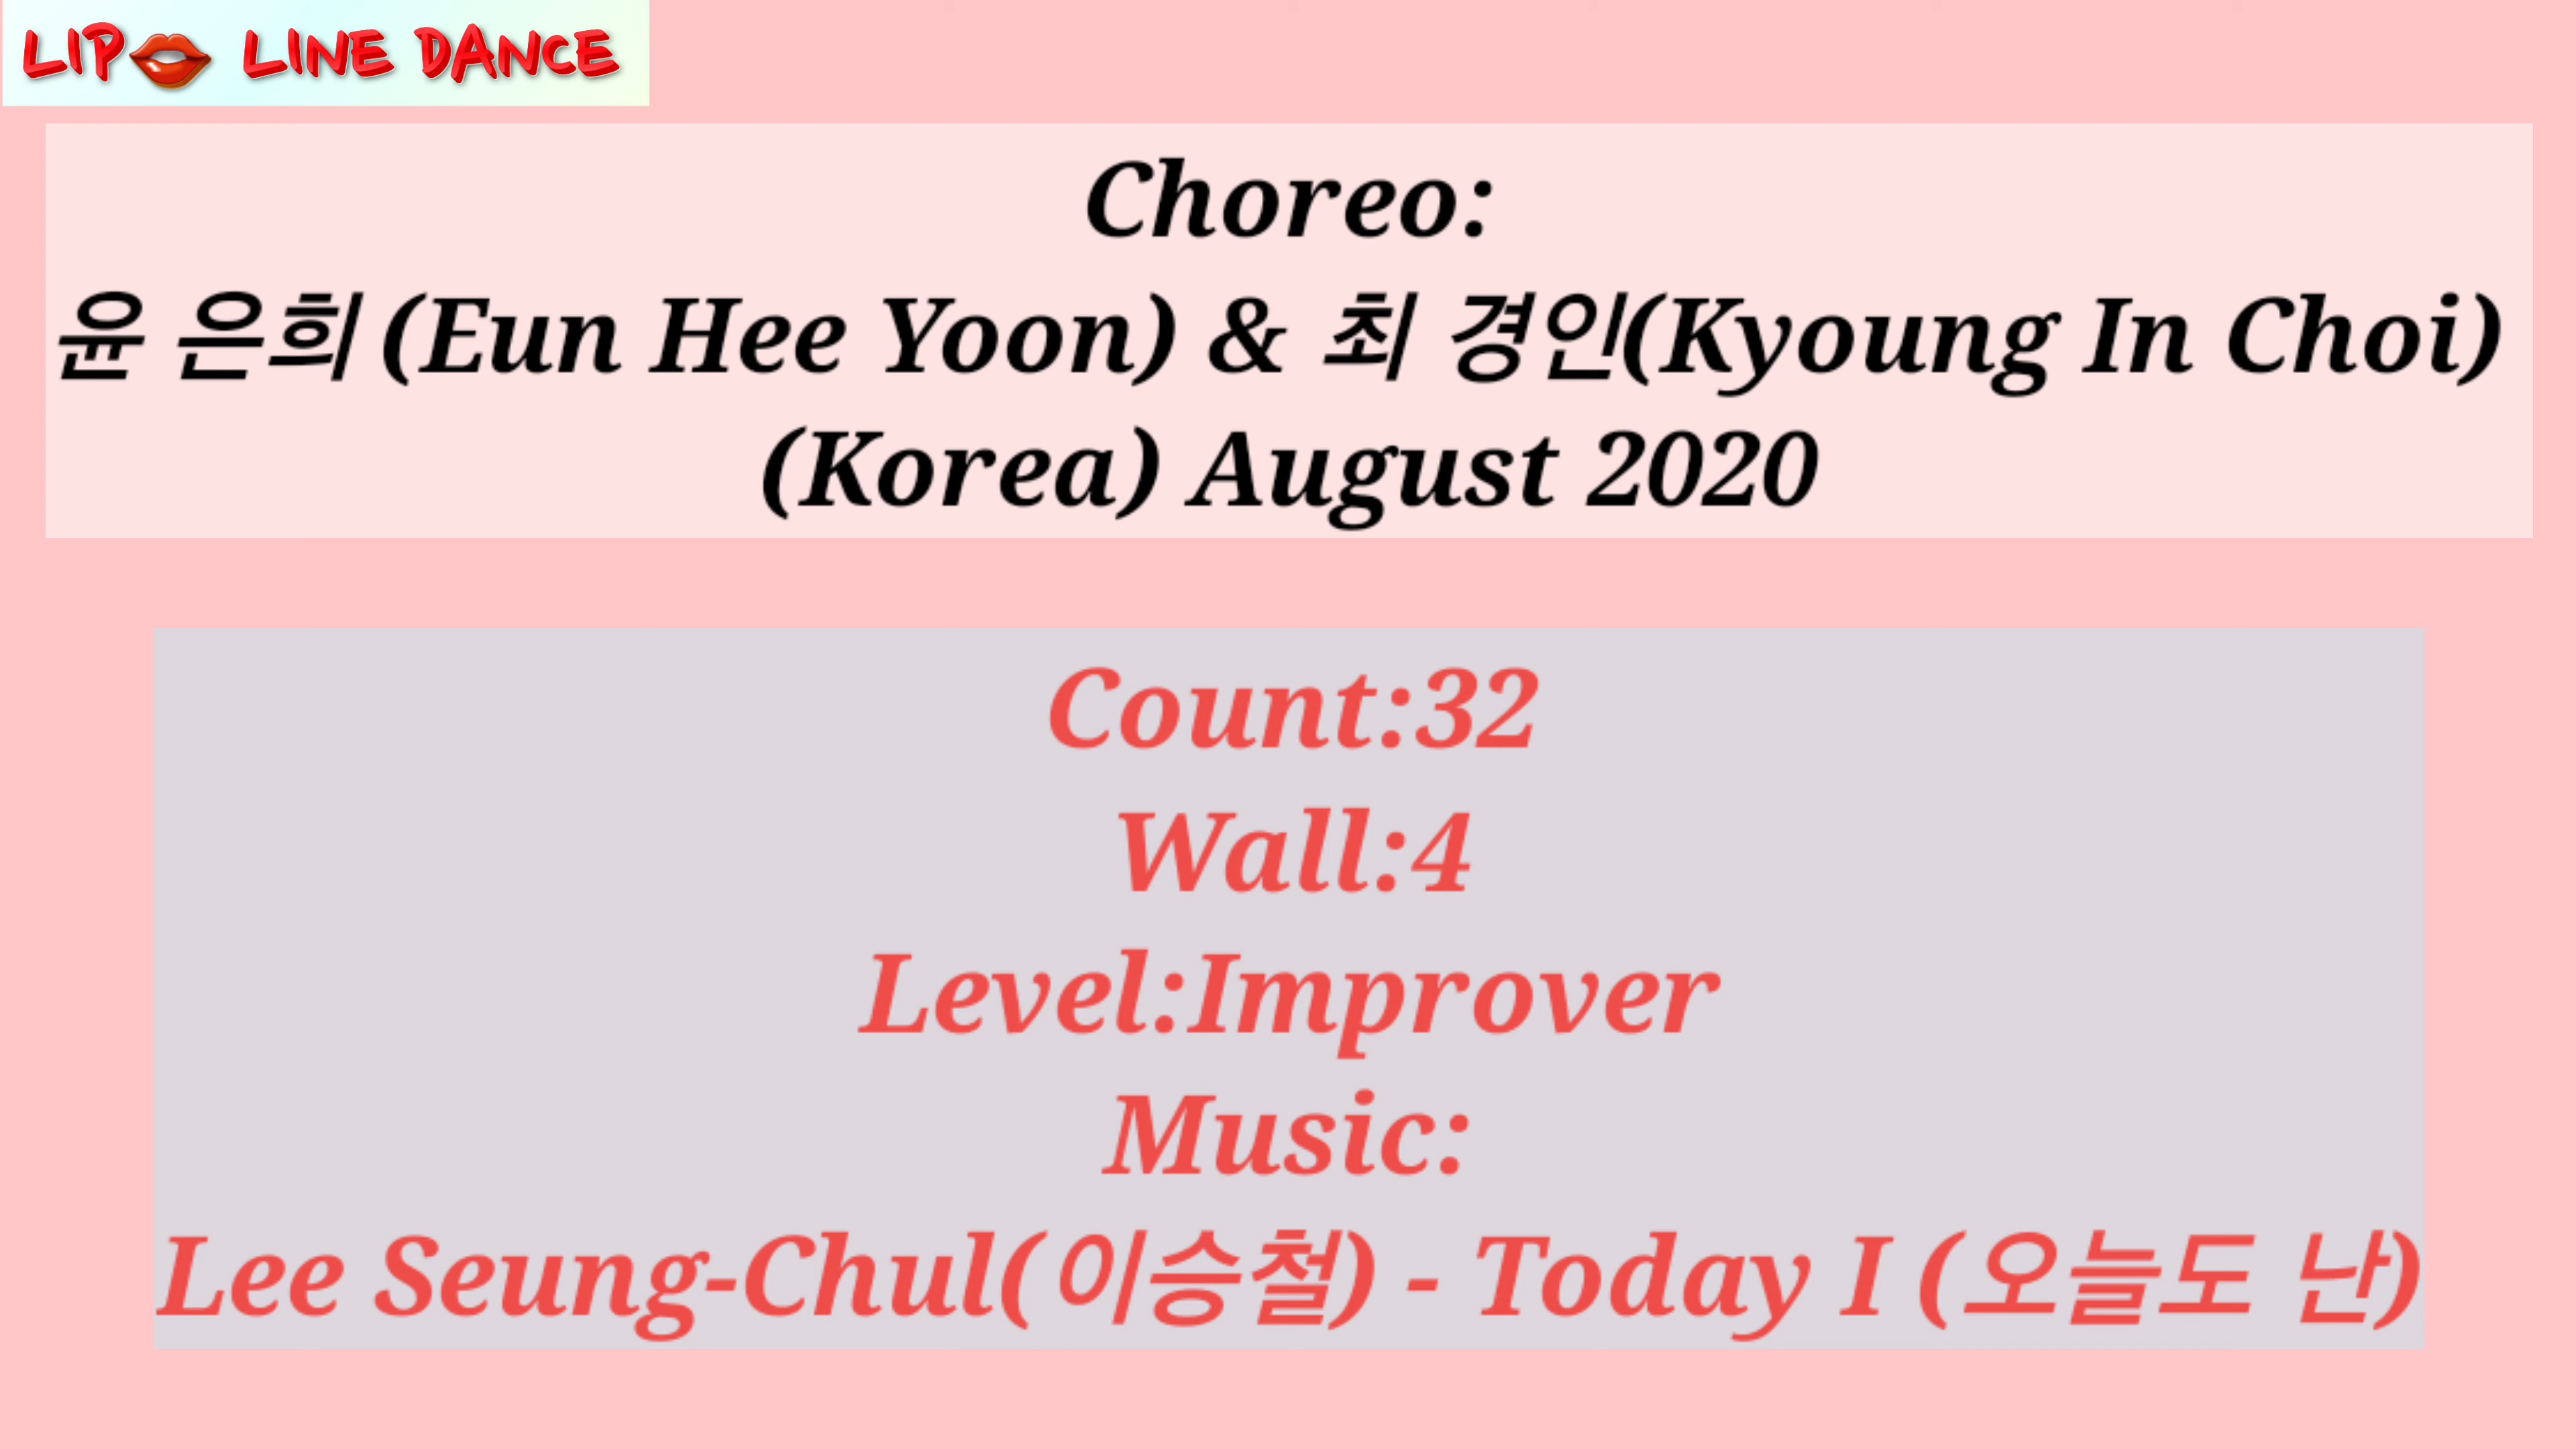 LIP LINE DANCE
Choreo:
윤 은희 (Eun Hee Yoon) & 최 경인(Kyoung In Choi)
(Korea) August 2020
Count:32
Wall:4
Level:Improver
Music:
Lee Seung-Chul(이승철) - Today I (오늘도 난)